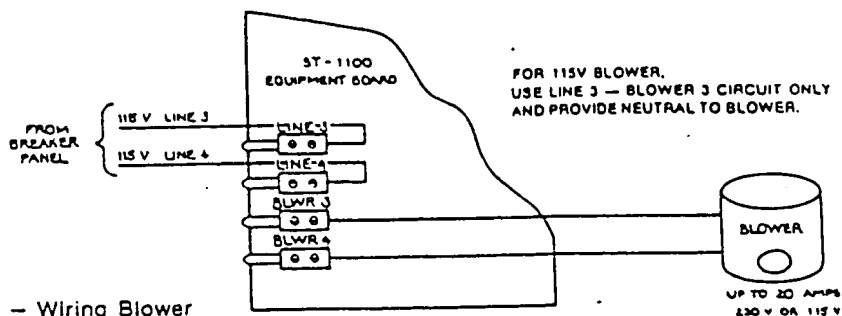 ST-1100
EQUIPMENT BOARD
FOR 115V BLOWER,
USE LINE 3 — BLOWER 3 CIRCUIT ONLY
AND PROVIDE NEUTRAL TO BLOWER.
FROM
BREAKER
PANEL
115 V LINE 3
115 V LINE 4
LINE-3
LINE-4
BLWR 3
BLWR 4
BLOWER
UP TO 20 AMPS
230 V OR 115 V
– Wiring Blower